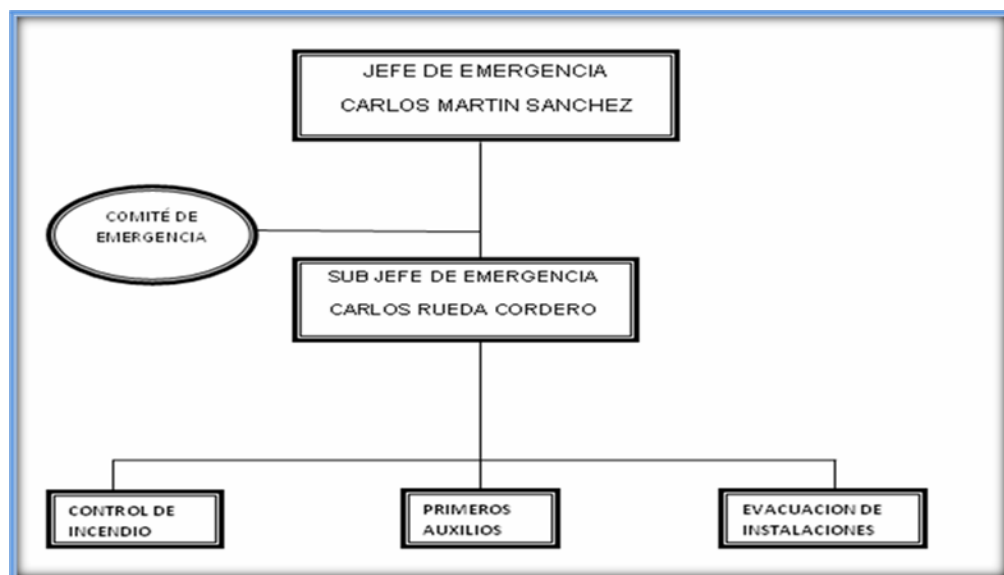 JEFE DE EMERGENCIA
CARLOS MARTIN SANCHEZ
COMITÉ DE
EMERGENCIA
SUB JEFE DE EMERGENCIA
CARLOS RUEDA CORDERO
CONTROL DE
INCENDIO
PRIMEROS
AUXILIOS
EVACUACION DE
INSTALACIONES